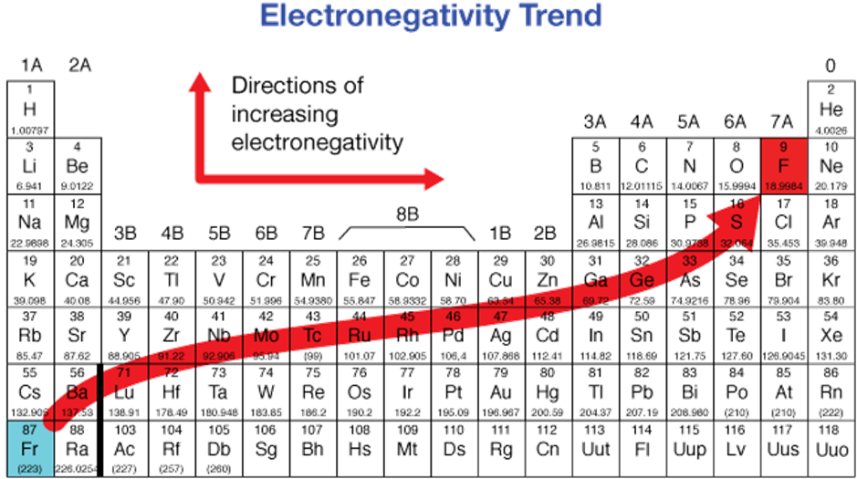 Electronegativity Trend
1A 2A 0
1 2
H Directions of He
1.00797 increasing 3A 4A 5A 6A 7A 4.0026
electronegativity
3 4 5 6 7 8 9 10
Li Be B C N O F Ne
6.941 9.0122 10.811 12.01115 14.0067 15.9994 18.9984 20.179
11 12 13 14 15 16 17 18
Na Mg 3B 4B 5B 6B 7B 8B 1B 2B Al Si P S Cl Ar
22.9898 24.305 26.9815 28.086 30.9738 32.064 35.453 39.948
19 20 21 22 23 24 25 26 27 28 29 30 31 32 33 34 35 36
K Ca Sc TI V Cr Mn Fe Co Ni Cu Zn Ga Ge As Se Br Kr
39.098 40.08 44.956 47.90 50.942 51.996 54.9380 55.847 58.9332 58.70 63.54 65.38 69.72 72.59 74.9216 78.96 79.904 83.80
37 38 39 40 41 42 43 44 45 46 47 48 49 50 51 52 53 54
Rb Sr Y Zr Nb Mo Tc Ru Rh Pd Ag Cd In Sn Sb Te I Xe
85.47 87.62 88.905 91.22 92.906 95.94 (99) 101.07 102.905 106,4 107.868 112.41 114.82 118.69 121.75 127.60 126.9045 131.30
55 56 71 72 73 74 75 76 77 78 79 80 81 82 83 84 85 86
Cs Ba Lu Hf Ta W Re Os Ir Pt Au Hg Tl Pb Bi Po At Rn
132.905 137.53 138.91 178.49 180.948 183.85 186.2 190.2 192.2 195.09 196.967 200.59 204.37 207.19 208.980 (210) (210) (222)
87 88 103 104 105 106 107 108 109 110 111 112 113 114 115 116 117 118
Fr Ra Ac Rf Db Sg Bh Hs Mt Ds Rg Cn Uut Fl Uup Lv Uus Uuo
(223) 226.0254 (227) (257) (260)